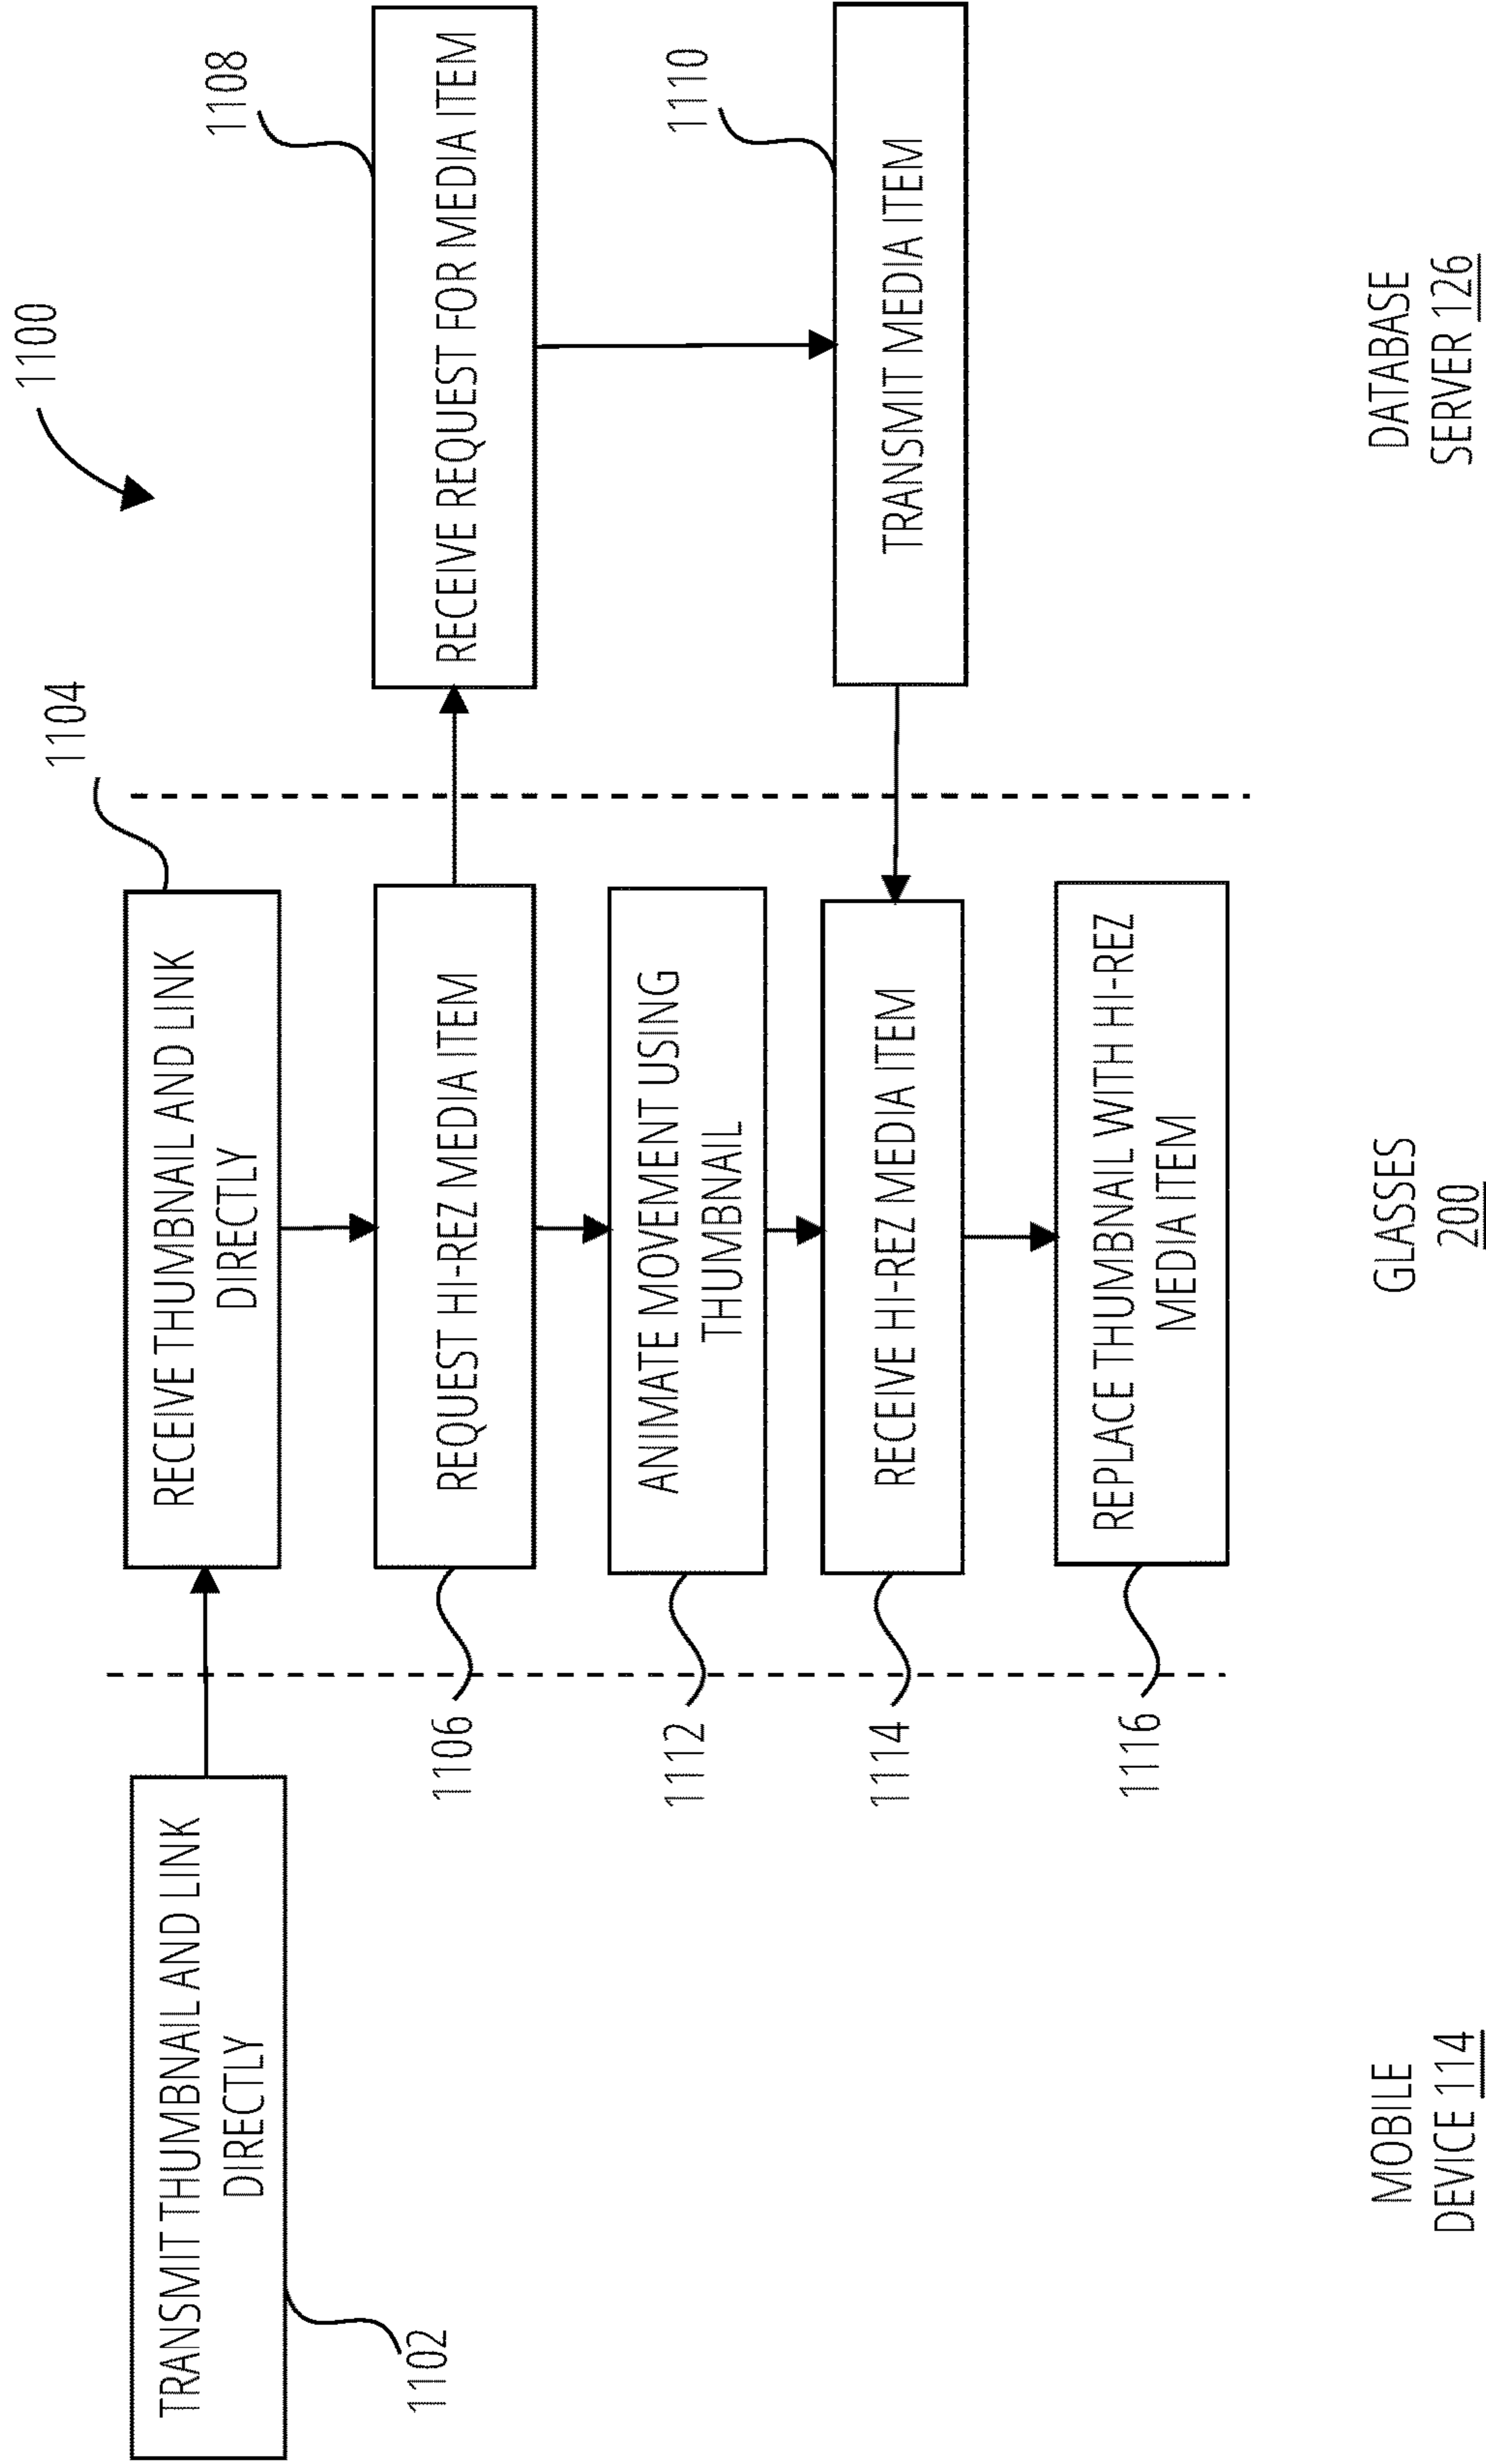 1100
TRANSMIT THUMBNAIL AND LINK
DIRECTLY
1102
RECEIVE THUMBNAIL AND LINK
DIRECTLY
1104
REQUEST HI-REZ MEDIA ITEM
1106
RECEIVE REQUEST FOR MEDIA ITEM
1108
ANIMATE MOVEMENT USING
THUMBNAIL
1112
TRANSMIT MEDIA ITEM
1110
RECEIVE HI-REZ MEDIA ITEM
1114
REPLACE THUMBNAIL WITH HI-REZ
MEDIA ITEM
1116
MOBILE
DEVICE 114
GLASSES
200
DATABASE
SERVER 126